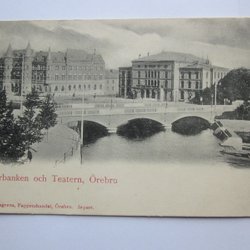 rbanken och Teatern, Örebro
Pappershandel, Örebro.